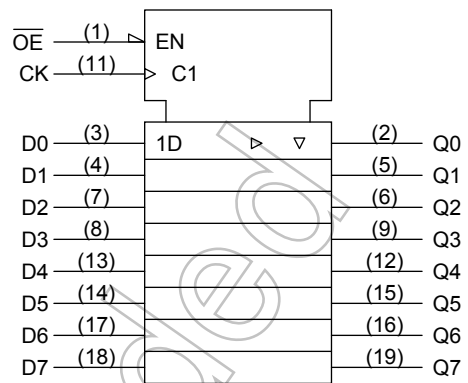 OE (1) EN
CK (11) C1
D0 (3) 1D (2) Q0
D1 (4) (5) Q1
D2 (7) (6) Q2
D3 (8) (9) Q3
D4 (13) (12) Q4
D5 (14) (15) Q5
D6 (17) (16) Q6
D7 (18) (19) Q7
ded